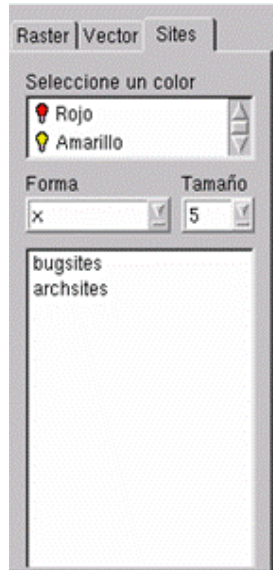 Raster Vector Sites
Seleccione un color
Rojo
Amarillo
Forma Tamaño
x 5
bugsites
archsites